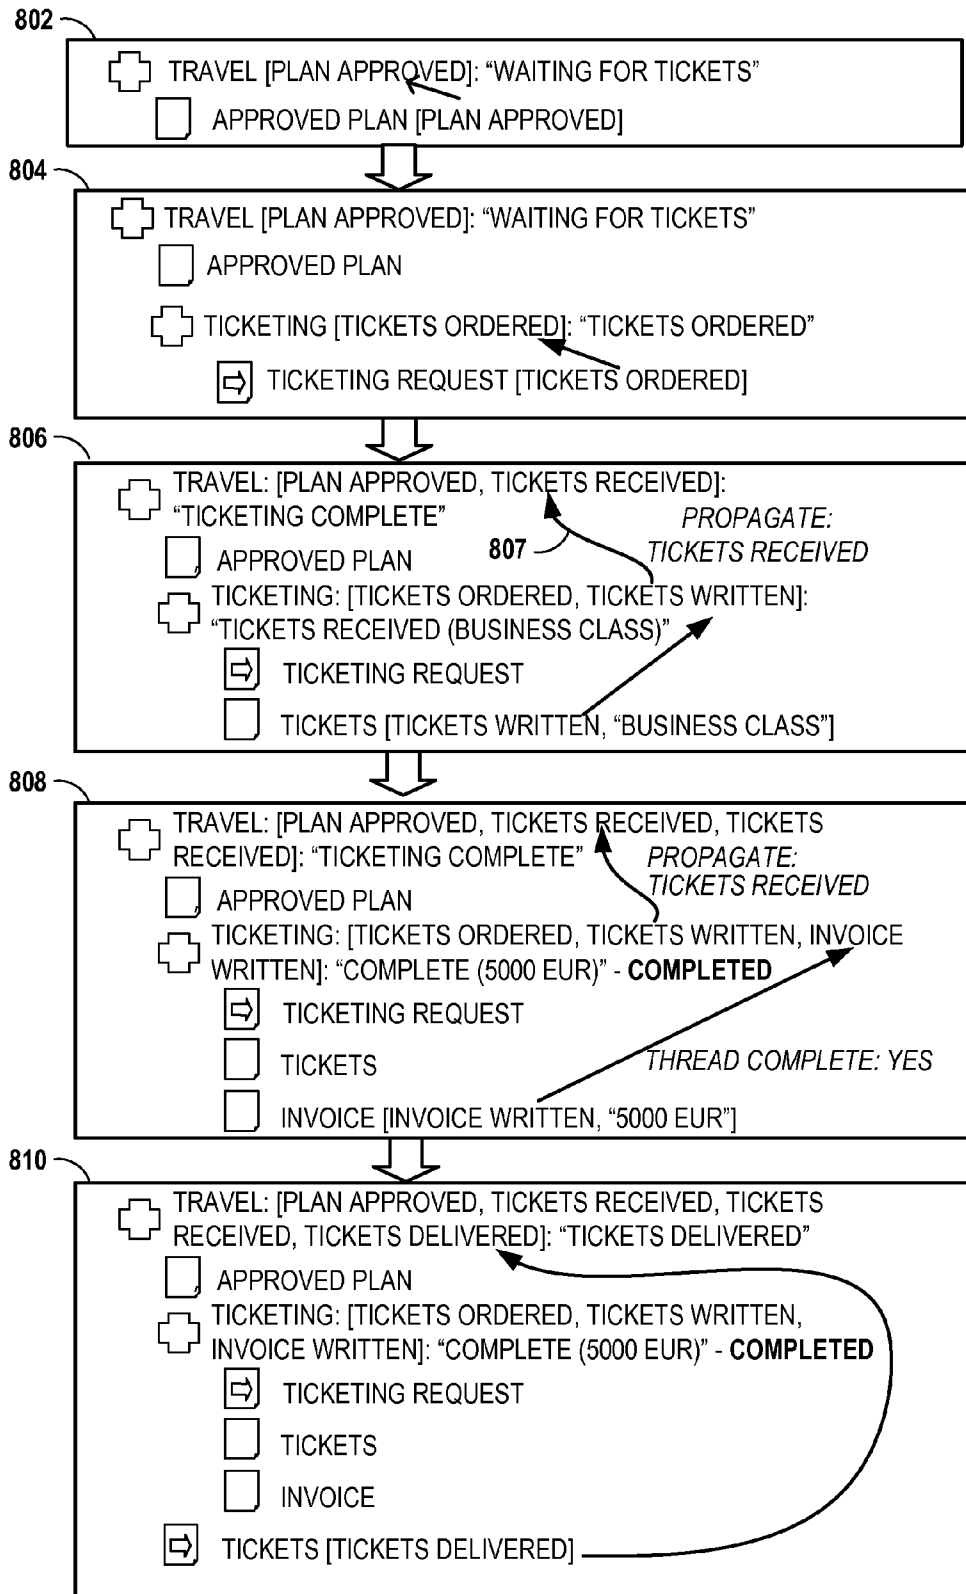 802
TRAVEL [PLAN APPROVED]: “WAITING FOR TICKETS”
APPROVED PLAN [PLAN APPROVED]
804
TRAVEL [PLAN APPROVED]: “WAITING FOR TICKETS”
APPROVED PLAN
TICKETING [TICKETS ORDERED]: “TICKETS ORDERED”
TICKETING REQUEST [TICKETS ORDERED]
806
TRAVEL: [PLAN APPROVED, TICKETS RECEIVED]:
“TICKETING COMPLETE”
PROPAGATE:
807
TICKETS RECEIVED
APPROVED PLAN
TICKETING: [TICKETS ORDERED, TICKETS WRITTEN]:
“TICKETS RECEIVED (BUSINESS CLASS)”
TICKETING REQUEST
TICKETS [TICKETS WRITTEN, “BUSINESS CLASS”]
808
TRAVEL: [PLAN APPROVED, TICKETS RECEIVED, TICKETS
RECEIVED]: “TICKETING COMPLETE”
PROPAGATE:
TICKETS RECEIVED
APPROVED PLAN
TICKETING: [TICKETS ORDERED, TICKETS WRITTEN, INVOICE
WRITTEN]: “COMPLETE (5000 EUR)” - COMPLETED
TICKETING REQUEST
TICKETS
THREAD COMPLETE: YES
INVOICE [INVOICE WRITTEN, “5000 EUR”]
810
TRAVEL: [PLAN APPROVED, TICKETS RECEIVED, TICKETS
RECEIVED, TICKETS DELIVERED]: “TICKETS DELIVERED”
APPROVED PLAN
TICKETING: [TICKETS ORDERED, TICKETS WRITTEN,
INVOICE WRITTEN]: “COMPLETE (5000 EUR)” - COMPLETED
TICKETING REQUEST
TICKETS
INVOICE
TICKETS [TICKETS DELIVERED]